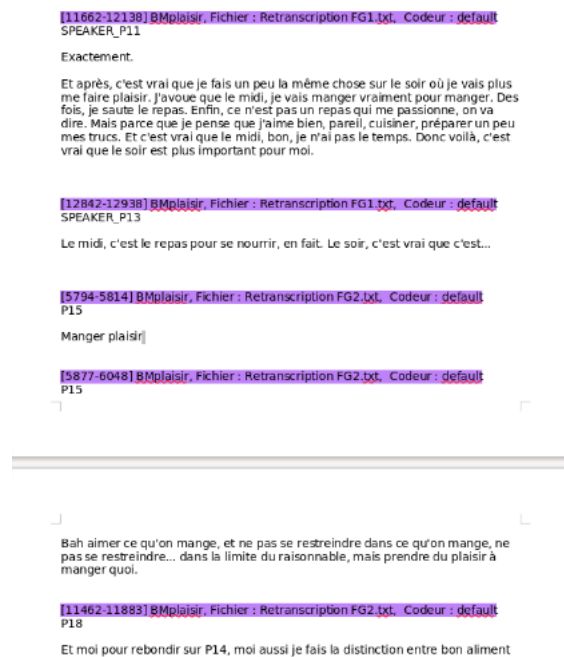 [11662-12138] BMplaisir, Fichier : Retranscription FG1.txt,  Codeur : default
SPEAKER_P11
Exactement.
Et après, c'est vrai que je fais un peu la même chose sur le soir où je vais plus
me faire plaisir. J'avoue que le midi, je vais manger vraiment pour manger. Des
fois, je saute le repas. Enfin, ce n'est pas un repas qui me passionne, on va
dire. Mais parce que je pense que j'aime bien, pareil, cuisiner, préparer un peu
mes trucs. Et c'est vrai que le midi, bon, je n'ai pas le temps. Donc voilà, c'est
vrai que le soir est plus important pour moi.
[12842-12938] BMplaisir, Fichier : Retranscription FG1.txt,  Codeur : default
SPEAKER_P13
Le midi, c'est le repas pour se nourrir, en fait. Le soir, c'est vrai que c'est...
[5794-5814] BMplaisir, Fichier : Retranscription FG2.txt,  Codeur : default
P15
Manger plaisir
[5877-6048] BMplaisir, Fichier : Retranscription FG2.txt,  Codeur : default
P15
Bah aimer ce qu'on mange, et ne pas se restreindre dans ce qu'on mange, ne
pas se restreindre... dans la limite du raisonnable, mais prendre du plaisir à
manger quoi.
[11462-11883] BMplaisir, Fichier : Retranscription FG2.txt,  Codeur : default
P18
Et moi pour rebondir sur P14, moi aussi je fais la distinction entre bon aliment